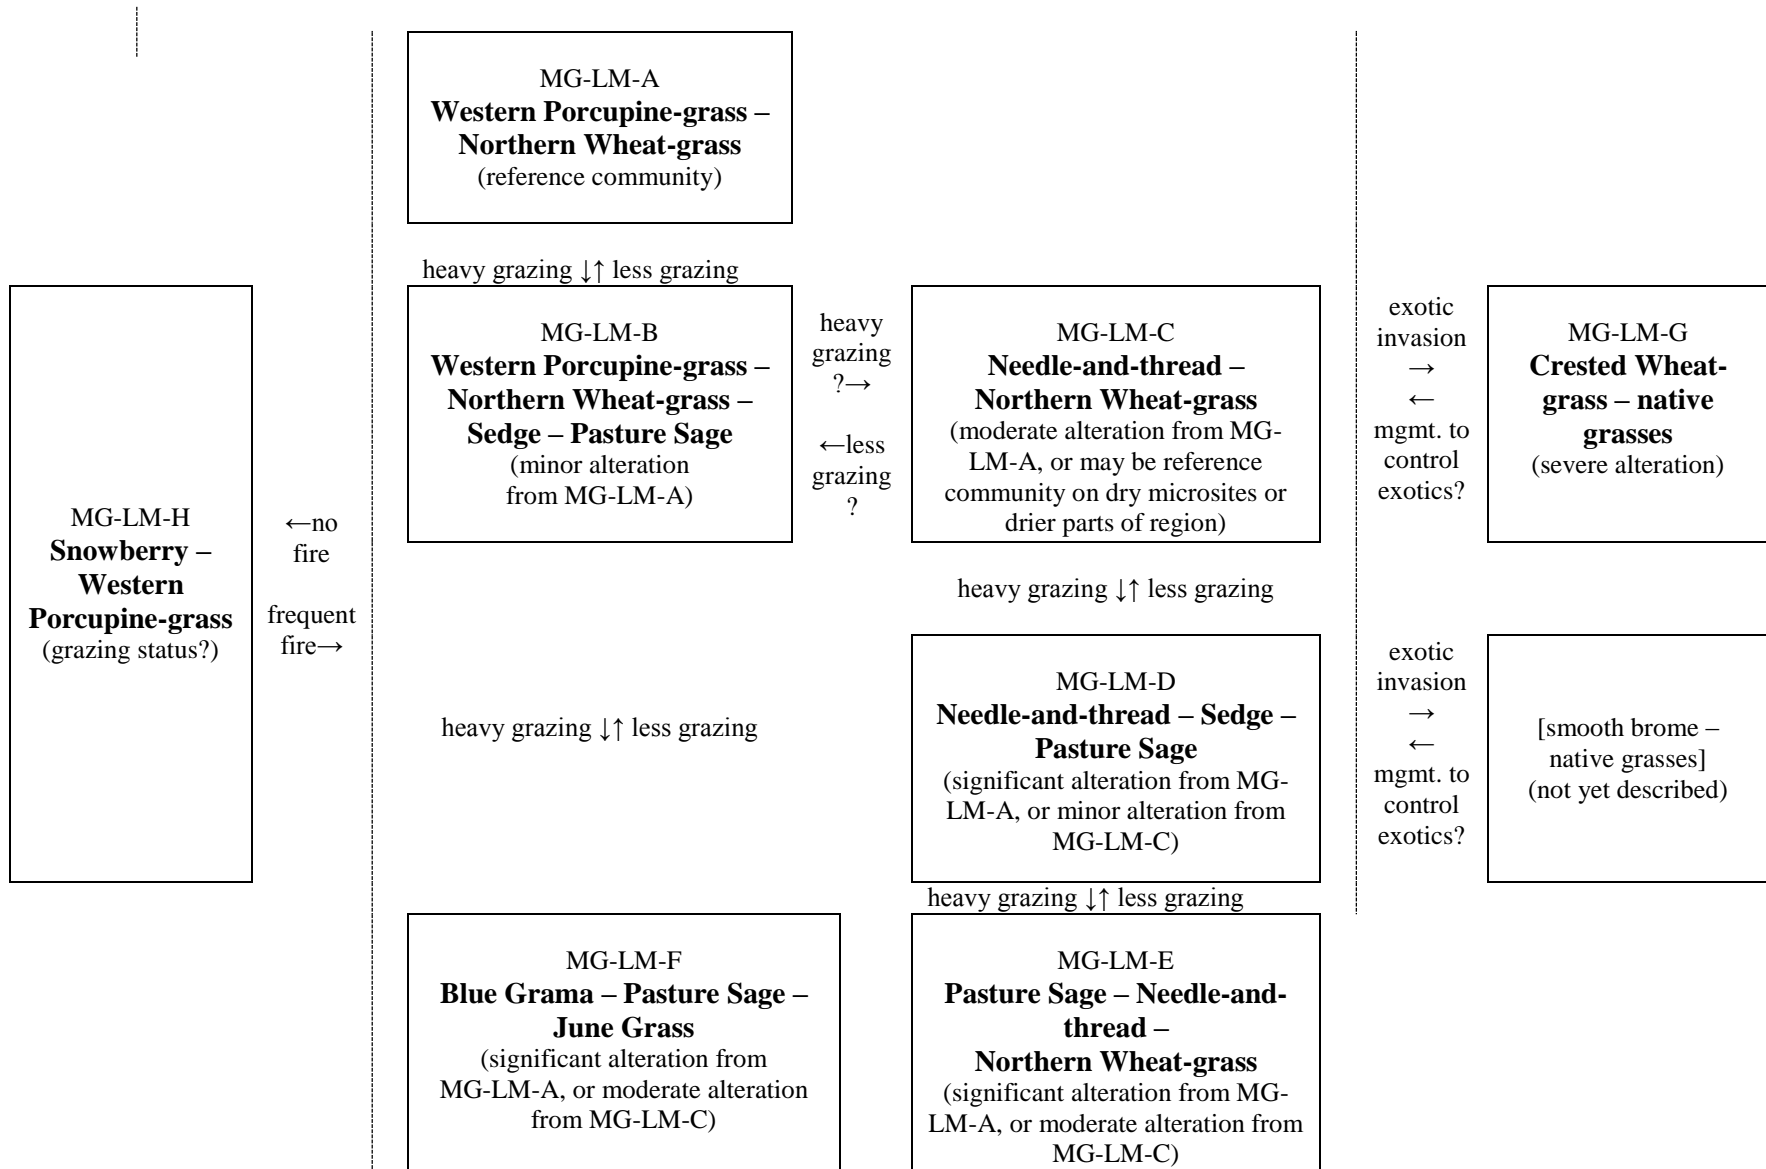 MG-LM-A
Western Porcupine-grass –
Northern Wheat-grass
(reference community)
heavy grazing ↓↑ less grazing
MG-LM-B
Western Porcupine-grass –
Northern Wheat-grass –
Sedge – Pasture Sage
(minor alteration
from MG-LM-A)
heavy
grazing
?→
←less
grazing
?
MG-LM-C
Needle-and-thread –
Northern Wheat-grass
(moderate alteration from MG-
LM-A, or may be reference
community on dry microsites or
drier parts of region)
exotic
invasion
→
←
mgmt. to
control
exotics?
MG-LM-G
Crested Wheat-
grass – native
grasses
(severe alteration)
MG-LM-H
Snowberry –
Western
Porcupine-grass
(grazing status?)
←no
fire
frequent
fire→
heavy grazing ↓↑ less grazing
heavy grazing ↓↑ less grazing
MG-LM-D
Needle-and-thread – Sedge –
Pasture Sage
(significant alteration from MG-
LM-A, or minor alteration from
MG-LM-C)
exotic
invasion
→
←
mgmt. to
control
exotics?
[smooth brome –
native grasses]
(not yet described)
heavy grazing ↓↑ less grazing
MG-LM-F
Blue Grama – Pasture Sage –
June Grass
(significant alteration from
MG-LM-A, or moderate alteration
from MG-LM-C)
MG-LM-E
Pasture Sage – Needle-and-
thread –
Northern Wheat-grass
(significant alteration from MG-
LM-A, or moderate alteration from
MG-LM-C)